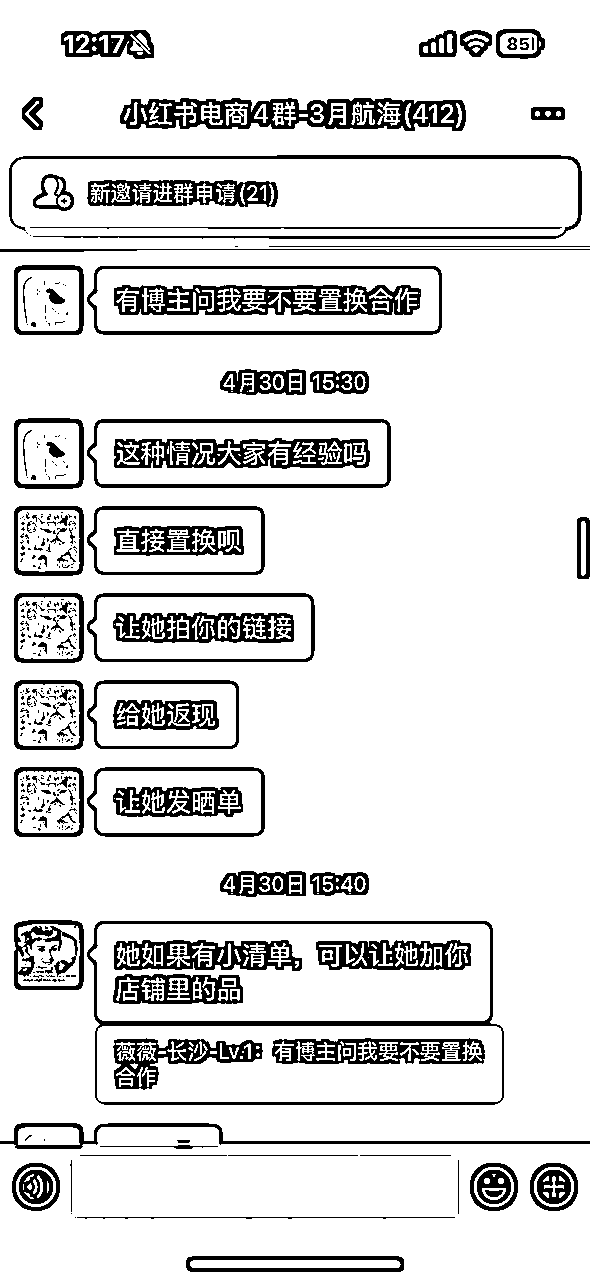 12:17
85
小红书电商4群-3月航海(412)
新邀请进群申请(21)
有博主问我要不要置换合作
4月30日 15:30
这种情况大家有经验吗
直接置换呗
让她拍你的链接
给她返现
让她发晒单
4月30日 15:40
她如果有小清单，可以让她加你
店铺里的品
薇薇-长沙-Lv.1：有博主问我要不要置换
合作